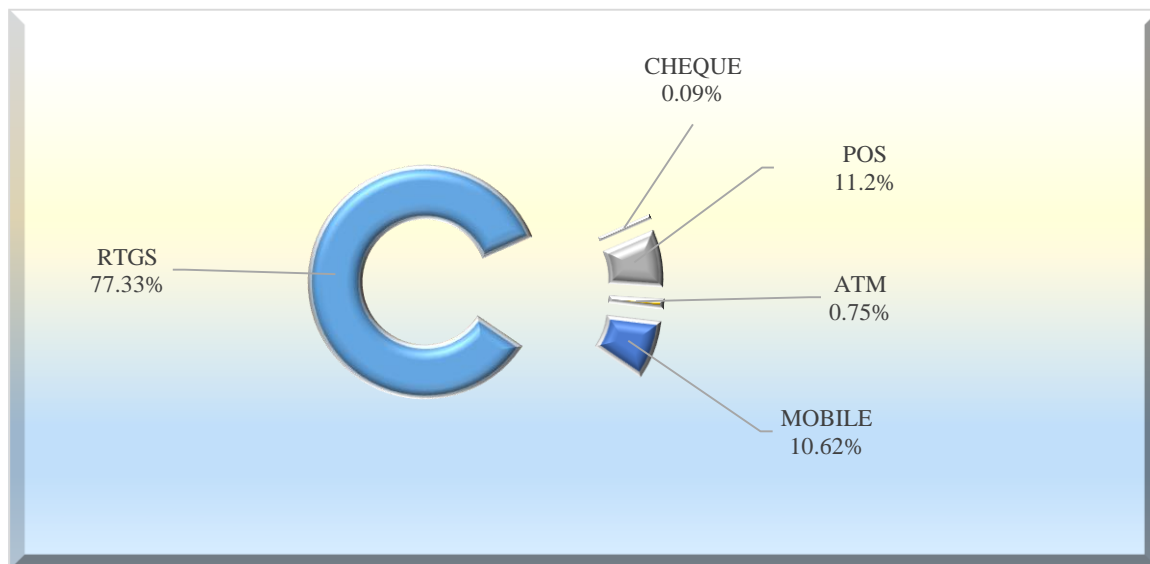 CHEQUE
0.09%
POS
11.2%
RTGS
77.33%
ATM
0.75%
MOBILE
10.62%